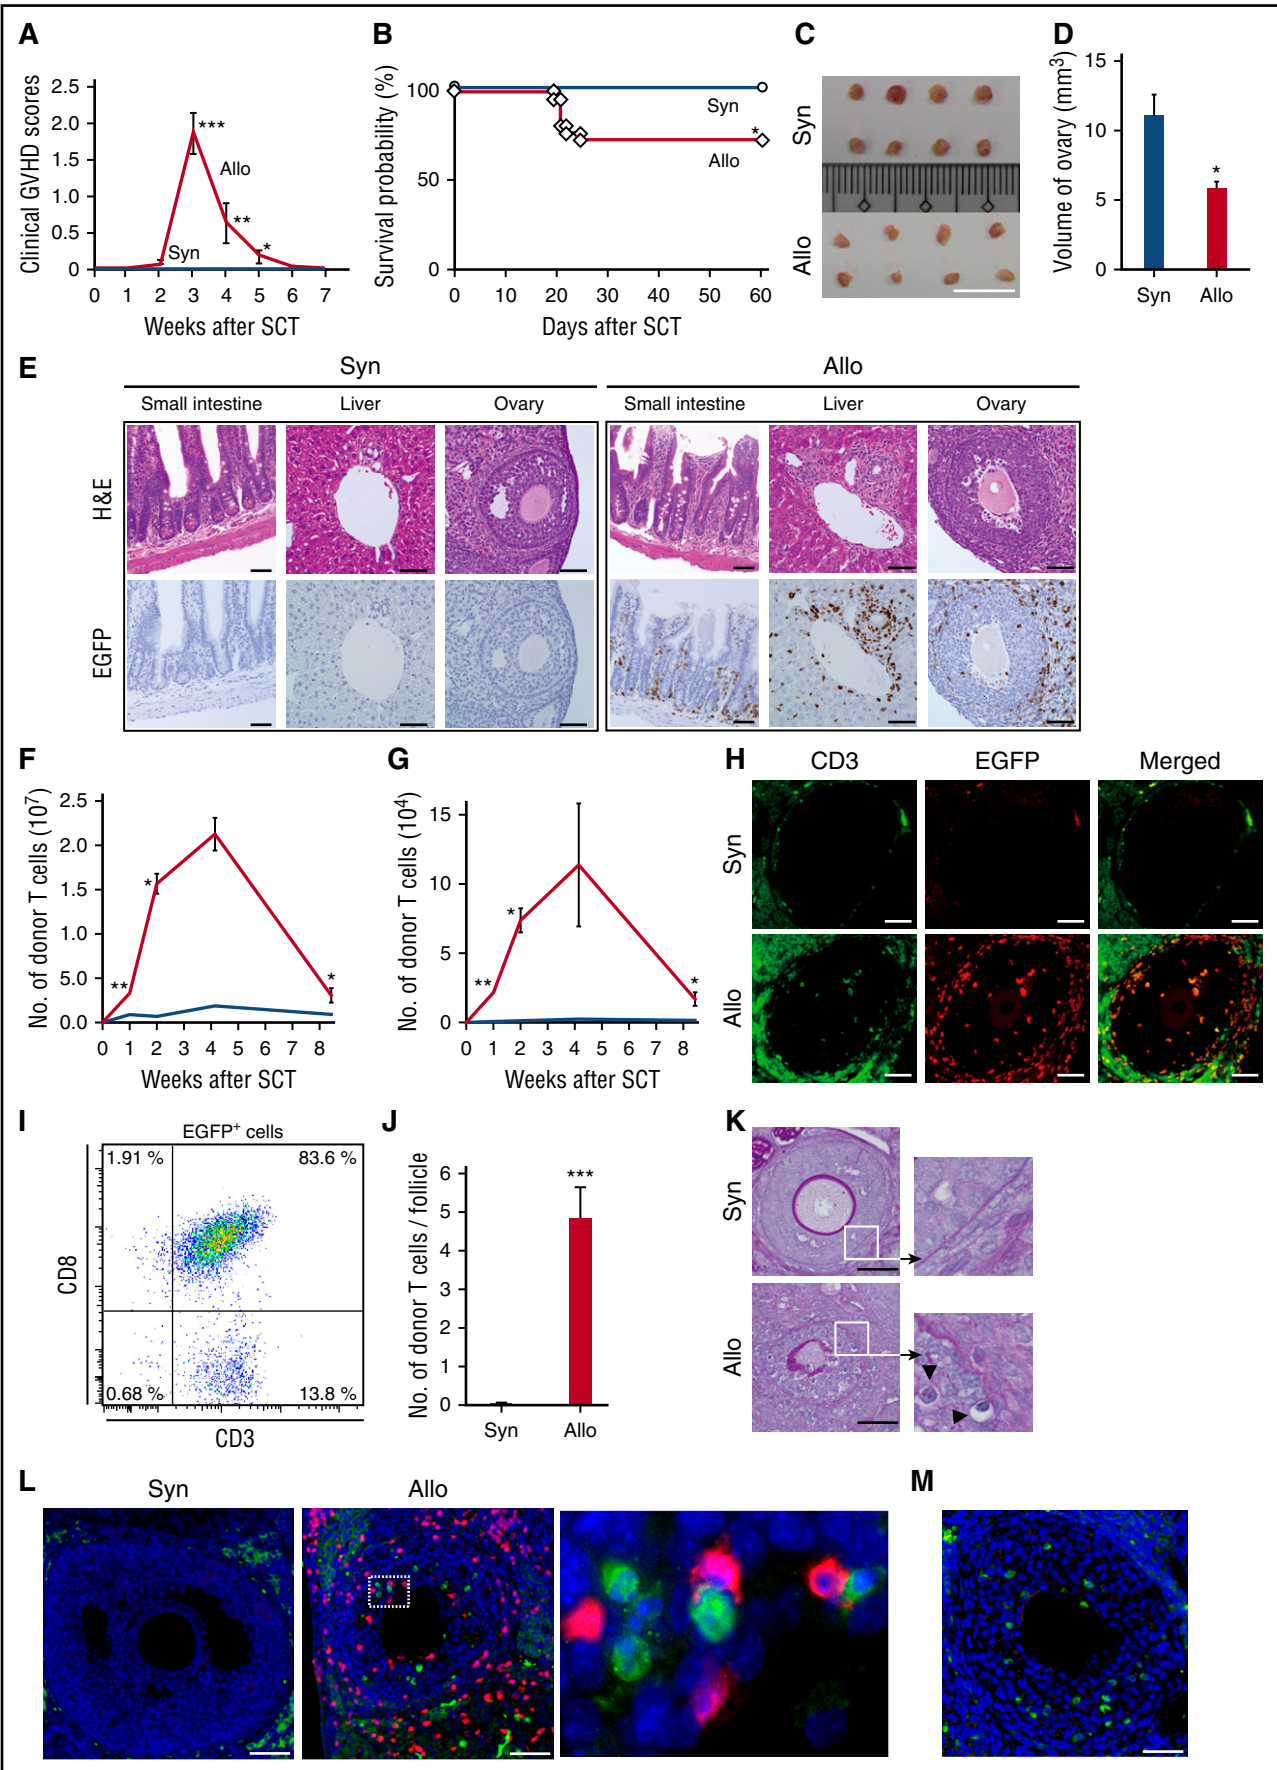 A
Clinical GVHD scores
2.5
2.0
1.5
1.0
0.5
0
***
Allo
**
*
Syn
0 1 2 3 4 5 6 7
Weeks after SCT
B
Survival probability (%)
100
50
0
Syn
*
Allo
0 10 20 30 40 50 60
Days after SCT
C
Syn
Allo
D
Volume of ovary (mm³)
15
10
5
0
*
Syn Allo
E
Syn Allo
Small intestine Liver Ovary Small intestine Liver Ovary
H&E
EGFP
F
No. of donor T cells (10⁷)
2.5
2.0
1.5
1.0
5.0
0.0
**
*
*
0 1 2 3 4 5 6 7 8
Weeks after SCT
G
No. of donor T cells (10⁴)
15
10
5
0
**
*
*
0 1 2 3 4 5 6 7 8
Weeks after SCT
H
CD3 EGFP Merged
Syn
Allo
I
EGFP⁺ cells
1.91 % 83.6 %
0.68 % 13.8 %
CD8
CD3
J
No. of donor T cells / follicle
6
5
4
3
2
1
0
***
Syn Allo
K
Syn
Allo
L
Syn Allo
M